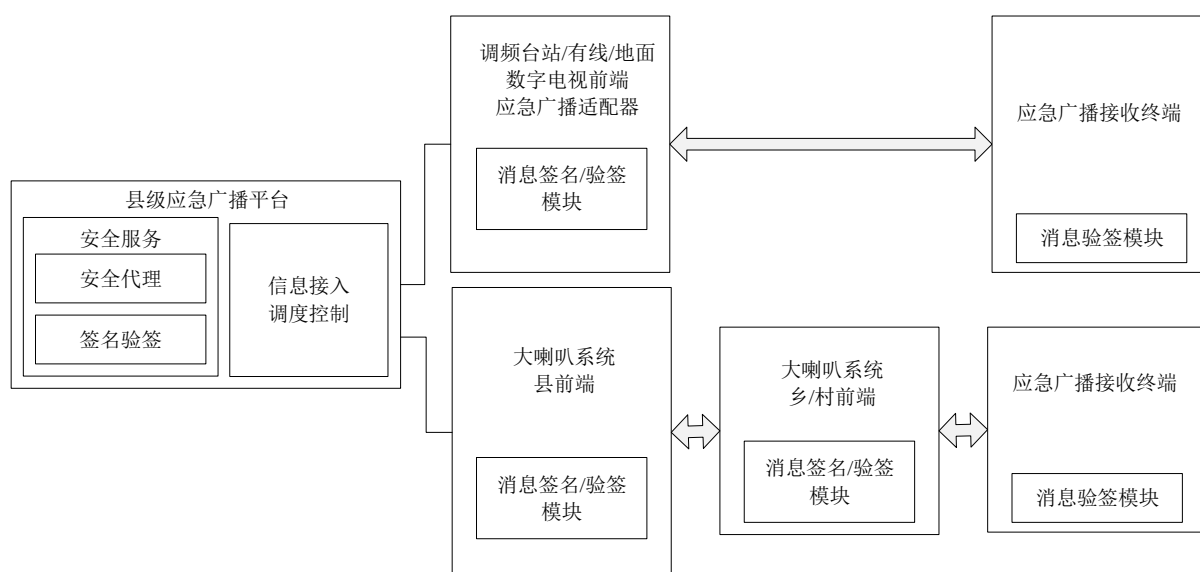 县级应急广播平台
安全服务
安全代理
签名验签
信息接入
调度控制
调频台站/有线/地面
数字电视前端
应急广播适配器
消息签名/验签
模块
应急广播接收终端
消息验签模块
大喇叭系统
县前端
消息签名/验签
模块
大喇叭系统
乡/村前端
消息签名/验签
模块
应急广播接收终端
消息验签模块